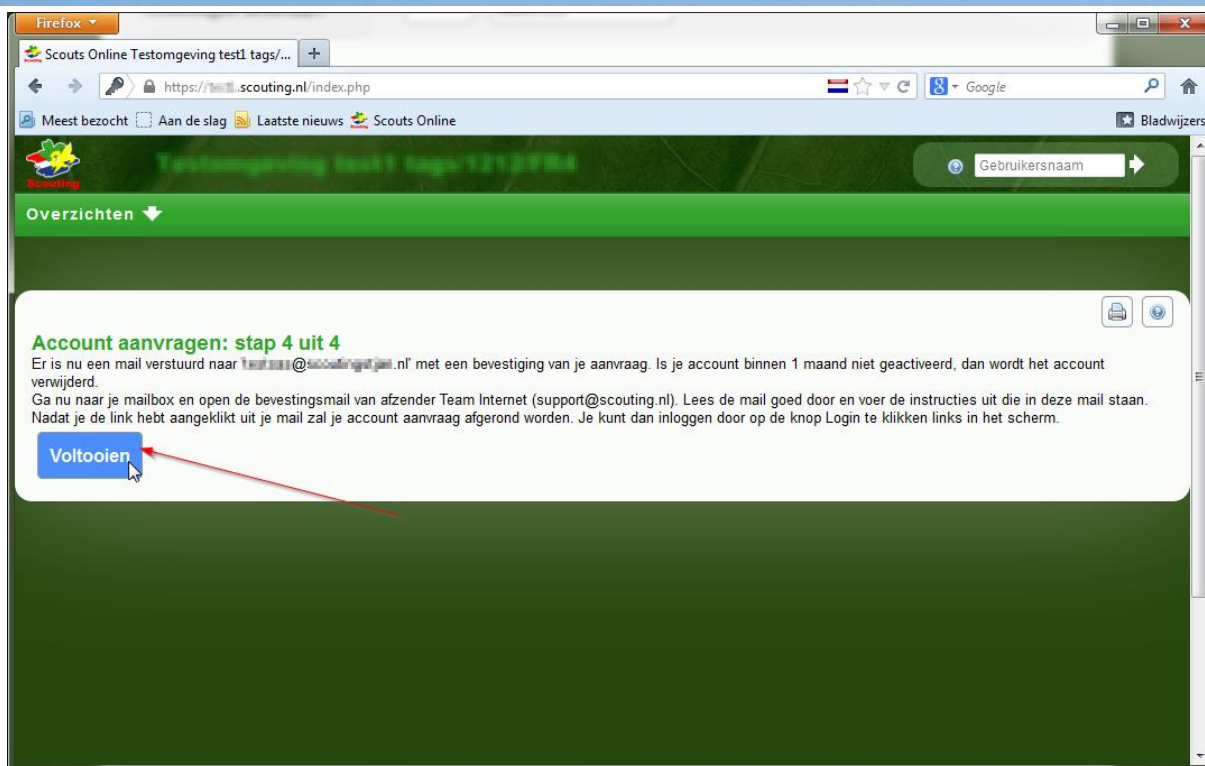 Firefox
Scouts Online Testomgeving test1 tags/...
https:// .scouting.nl/index.php
Google
Meest bezocht
Aan de slag
Laatste nieuws
Scouts Online
Bladwijzers
Scouting
Gebruikersnaam
Overzichten
Account aanvragen: stap 4 uit 4
Er is nu een mail verstuurd naar ' @ .nl' met een bevestiging van je aanvraag. Is je account binnen 1 maand niet geactiveerd, dan wordt het account
verwijderd.
Ga nu naar je mailbox en open de bevestingsmail van afzender Team Internet (support@scouting.nl). Lees de mail goed door en voer de instructies uit die in deze mail staan.
Nadat je de link hebt aangeklikt uit je mail zal je account aanvraag afgerond worden. Je kunt dan inloggen door op de knop Login te klikken links in het scherm.
Voltooien